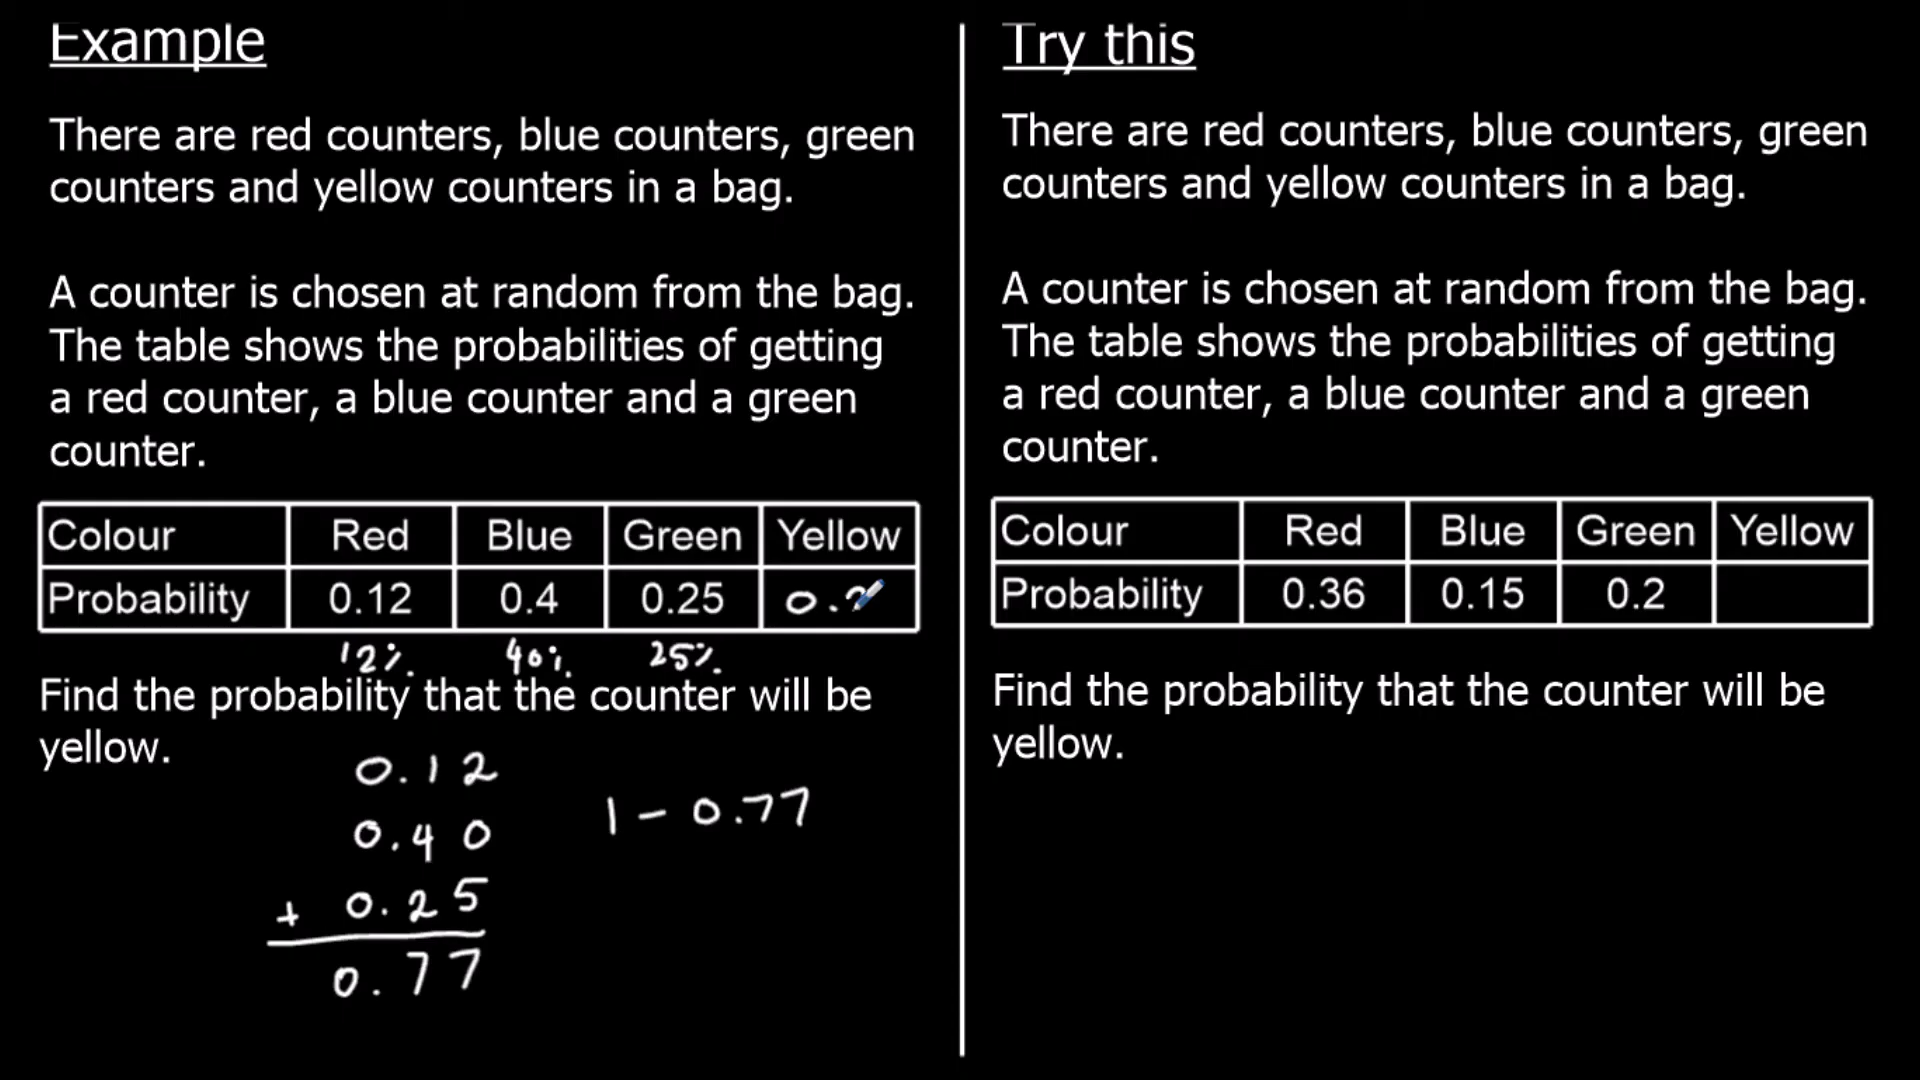 Example
There are red counters, blue counters, green
counters and yellow counters in a bag.
A counter is chosen at random from the bag.
The table shows the probabilities of getting
a red counter, a blue counter and a green
counter.
Colour Red Blue Green Yellow
Probability 0.12 0.4 0.25 0.2
12% 40% 25%
Find the probability that the counter will be
yellow.
0.12
0.40
+ 0.25
0.77
1 - 0.77
Try this
There are red counters, blue counters, green
counters and yellow counters in a bag.
A counter is chosen at random from the bag.
The table shows the probabilities of getting
a red counter, a blue counter and a green
counter.
Colour Red Blue Green Yellow
Probability 0.36 0.15 0.2
Find the probability that the counter will be
yellow.